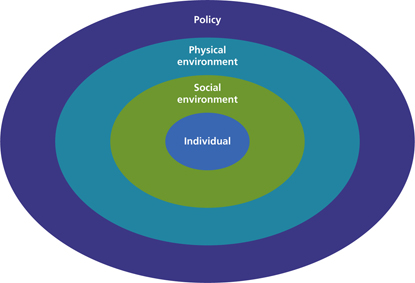 Policy
Physical
environment
Social
environment
Individual